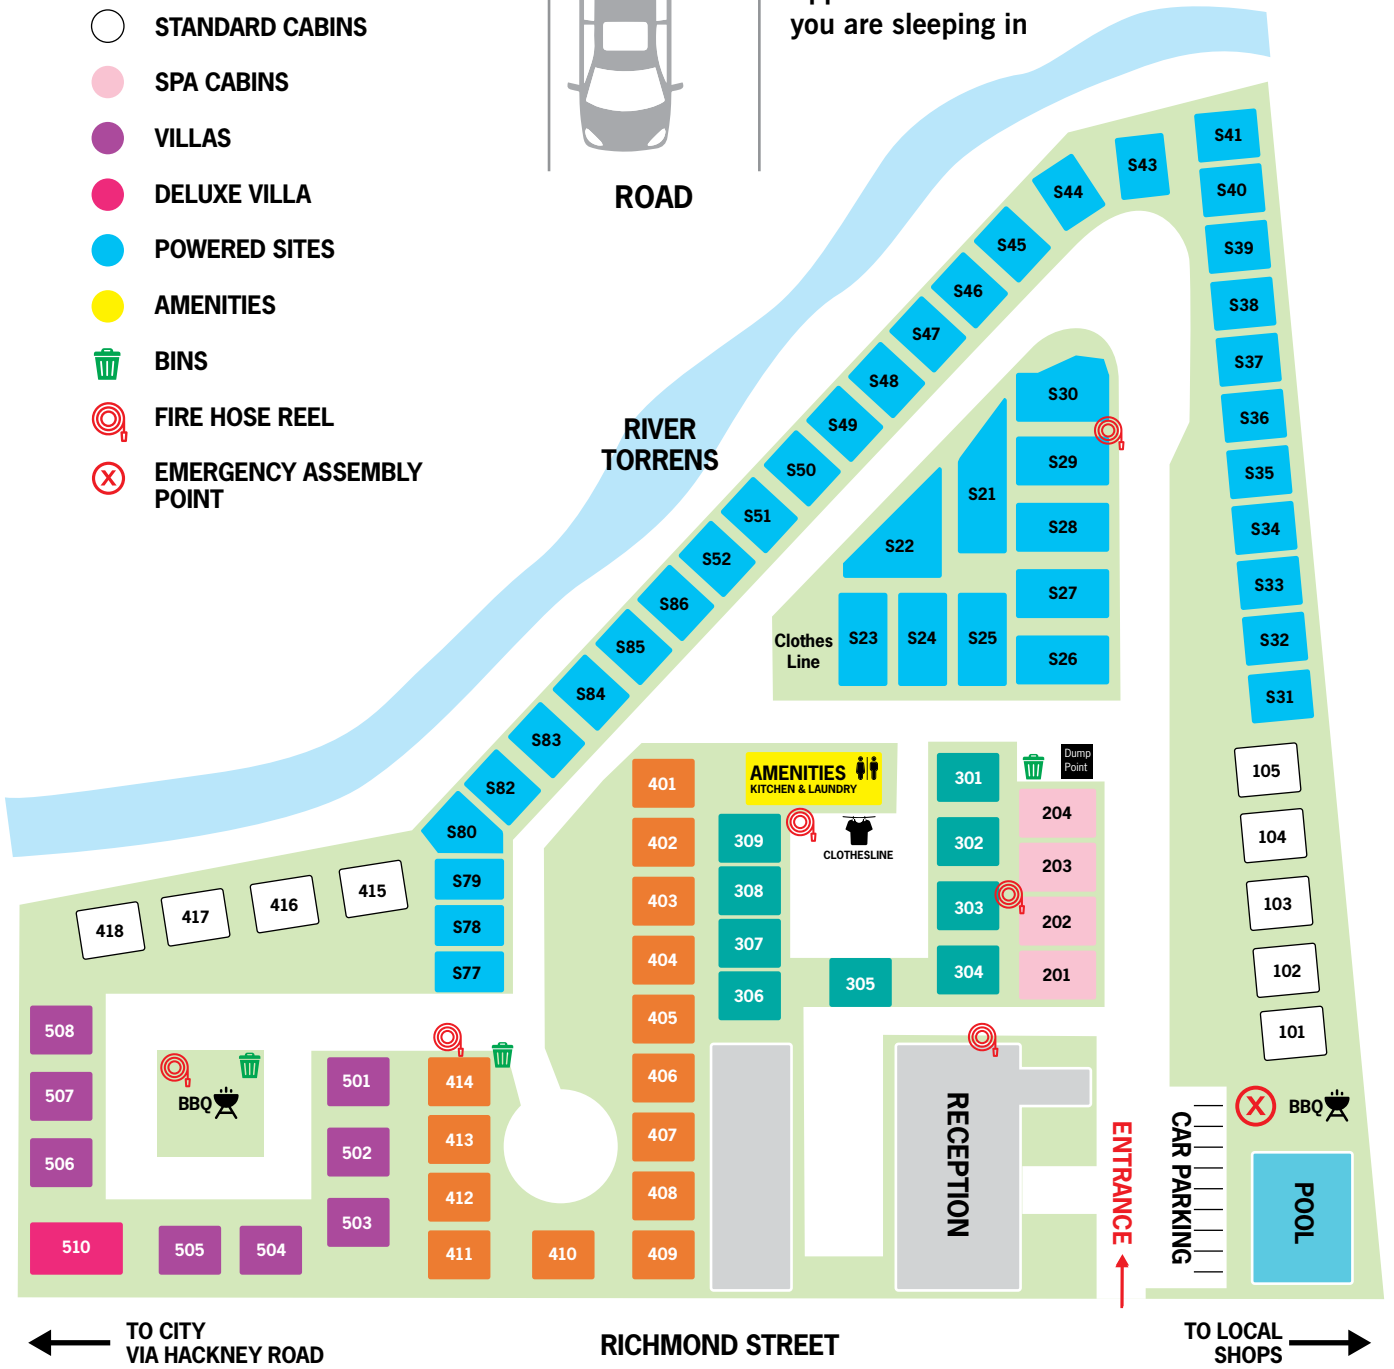 you are sleeping in
STANDARD CABINS
SPA CABINS
VILLAS
DELUXE VILLA
POWERED SITES
AMENITIES
BINS
FIRE HOSE REEL
X
EMERGENCY ASSEMBLY
POINT
ROAD
RIVER
TORRENS
S41
S43
S40
S44
S39
S45
S38
S46
S47
S37
S48
S30
S36
S49
S29
S50
S35
S21
S51
S28
S34
S22
S52
S33
S27
S86
S32
S85
Clothes
Line
S23
S24
S25
S26
S84
S31
S83
S82
S80
S79
S78
S77
AMENITIES
KITCHEN & LAUNDRY
CLOTHESLINE
Dump
Point
401
402
403
404
405
406
407
408
409
309
308
307
306
305
301
302
303
304
204
203
202
201
105
104
103
102
101
418
417
416
415
508
507
506
510
505
504
501
502
503
BBQ
414
413
412
411
410
RECEPTION
ENTRANCE
CAR PARKING
X
BBQ
POOL
TO CITY
VIA HACKNEY ROAD
RICHMOND STREET
TO LOCAL
SHOPS